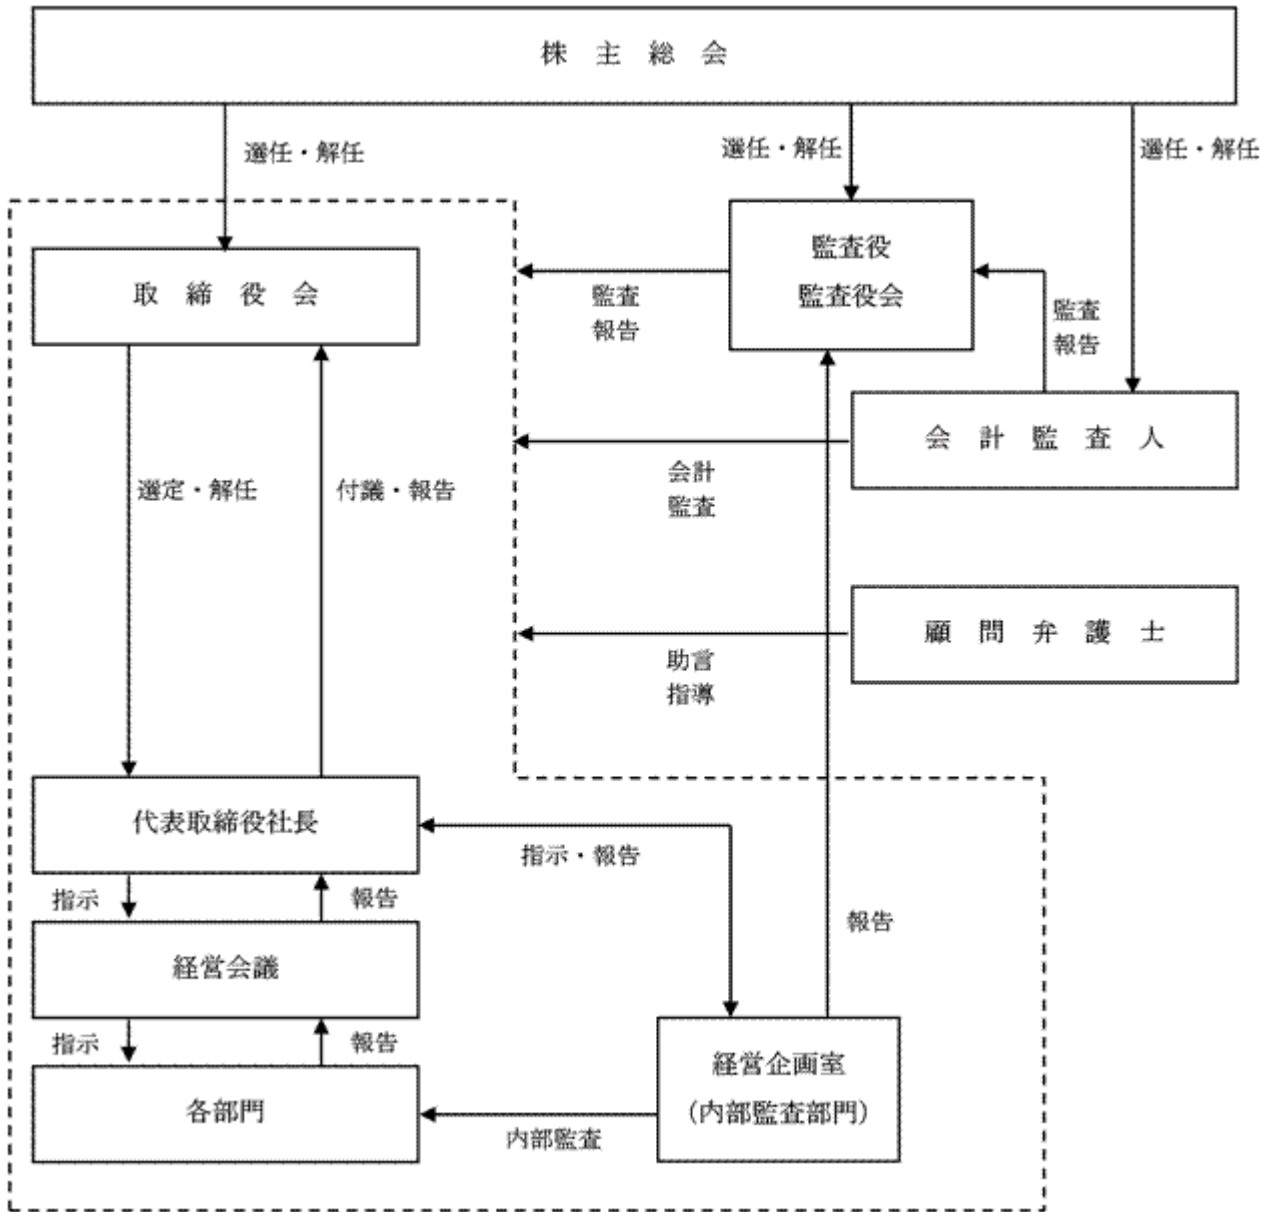 株主総会
選任・解任
選任・解任
選任・解任
取締役会
監査役
監査役会
監査
報告
監査
報告
会計監査人
会計
監査
選定・解任
付議・報告
顧問弁護士
助言
指導
代表取締役社長
指示・報告
指示
報告
報告
経営会議
指示
報告
各部門
経営企画室
（内部監査部門）
内部監査